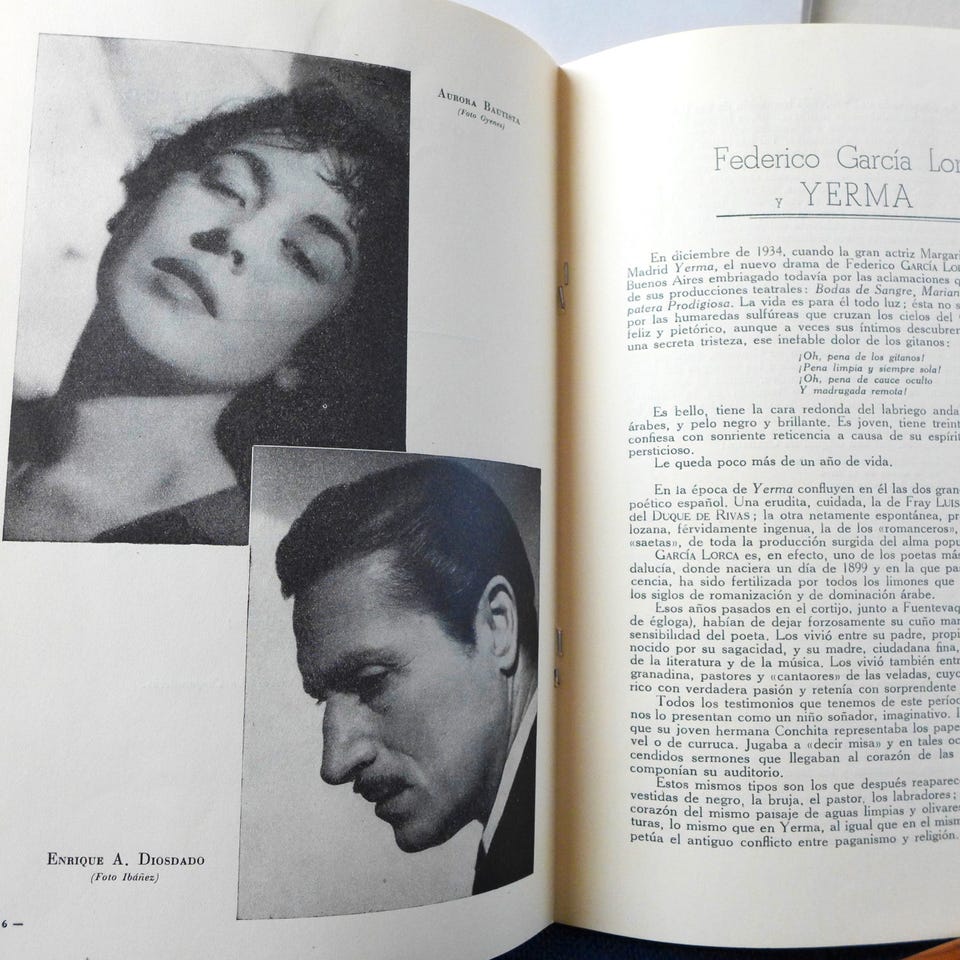 AURORA BAUTISTA
(Foto Gyenes)
ENRIQUE A. DIOSDADO
(Foto Ibáñez)
6 —
Federico García Lor
Y YERMA
En diciembre de 1934, cuando la gran actriz Margari
Madrid Yerma, el nuevo drama de Federico GARCÍA LOR
Buenos Aires embriagado todavía por las aclamaciones q
de sus producciones teatrales: Bodas de Sangre, Marian
patera Prodigiosa. La vida es para él todo luz; ésta no s
por las humaredas sulfúreas que cruzan los cielos del
feliz y pietórico, aunque a veces sus íntimos descubren
una secreta tristeza, ese inefable dolor de los gitanos:
¡Oh, pena de los gitanos!
¡Pena limpia y siempre sola!
¡Oh, pena de cauce oculto
Y madrugada remota!
Es bello, tiene la cara redonda del labriego anda
árabes, y pelo negro y brillante. Es joven, tiene treint
confiesa con sonriente reticencia a causa de su espírit
persticioso.
Le queda poco más de un año de vida.
En la época de Yerma confluyen en él las dos gran
poético español. Una erudita, cuidada, la de Fray LUIS
del DUQUE DE RIVAS; la otra netamente espontánea, pr
lozana, férvidamente ingenua, la de los «romanceros»,
«saetas», de toda la producción surgida del alma popu
GARCÍA LORCA es, en efecto, uno de los poetas más
dalucía, donde naciera un día de 1899 y en la que pa
cencia, ha sido fertilizada por todos los limones que
los siglos de romanización y de dominación árabe.
Esos años pasados en el cortijo, junto a Fuentevaq
de égloga), habían de dejar forzosamente su cuño mar
sensibilidad del poeta. Los vivió entre su padre, propi
nocido por su sagacidad, y su madre, ciudadana fina,
de la literatura y de la música. Los vivió también entr
granadina, pastores y «cantaores» de las veladas, cuyo
rico con verdadera pasión y retenía con sorprendente
Todos los testimonios que tenemos de este períod
nos lo presentan como un niño soñador, imaginativo.
que su joven hermana Conchita representaba los pape
vel o de curruca. Jugaba a «decir misa» y en tales oc
cendidos sermones que llegaban al corazón de las
componían su auditorio.
Estos mismos tipos son los que después reaparec
vestidas de negro, la bruja, el pastor, los labradores;
corazón del mismo paisaje de aguas limpias y olivares
turas, lo mismo que en Yerma, al igual que en el mism
petúa el antiguo conflicto entre paganismo y religión.